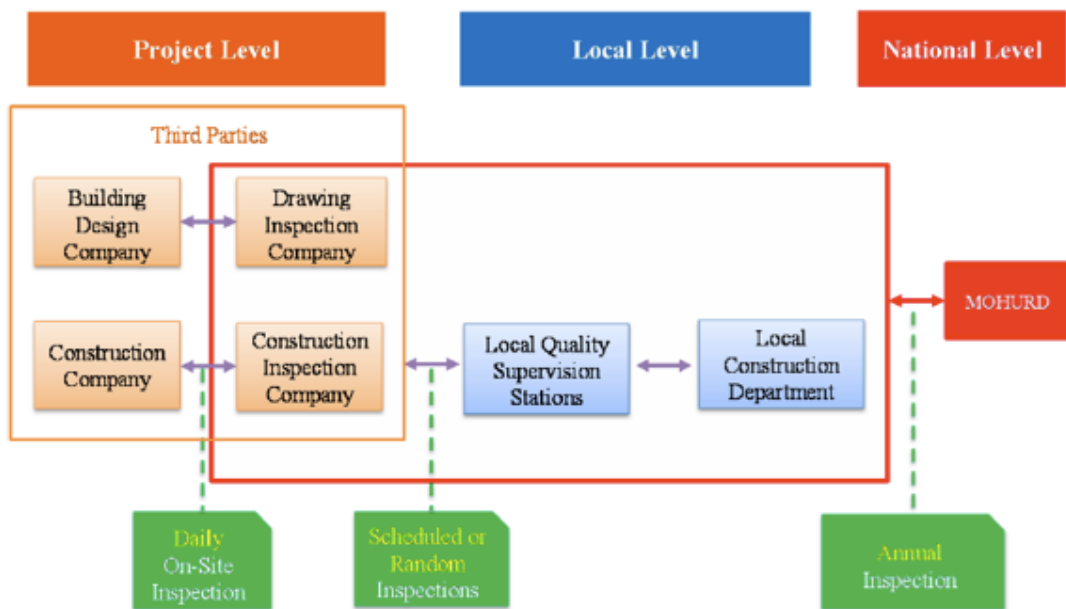 Project Level
Local Level
National Level
Third Parties
Building
Design
Company
Drawing
Inspection
Company
MOHURD
Construction
Company
Construction
Inspection
Company
Local Quality
Supervision
Stations
Local
Construction
Department
Daily
On-Site
Inspection
Scheduled or
Random
Inspections
Annual
Inspection